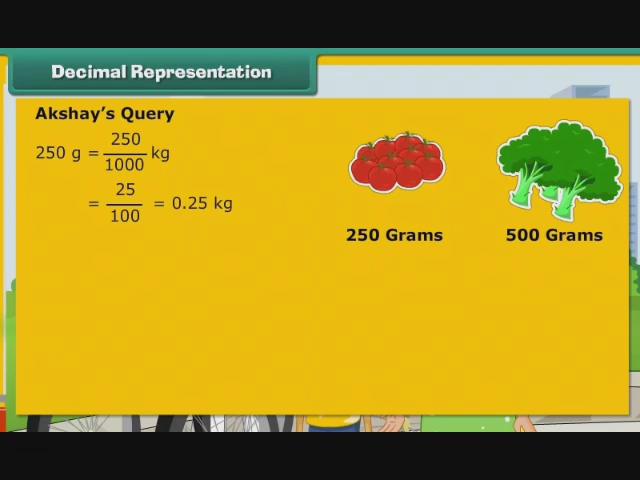 Decimal Representation
Akshay's Query
250 g = 250/1000 kg
= 25/100 = 0.25 kg
250 Grams
500 Grams